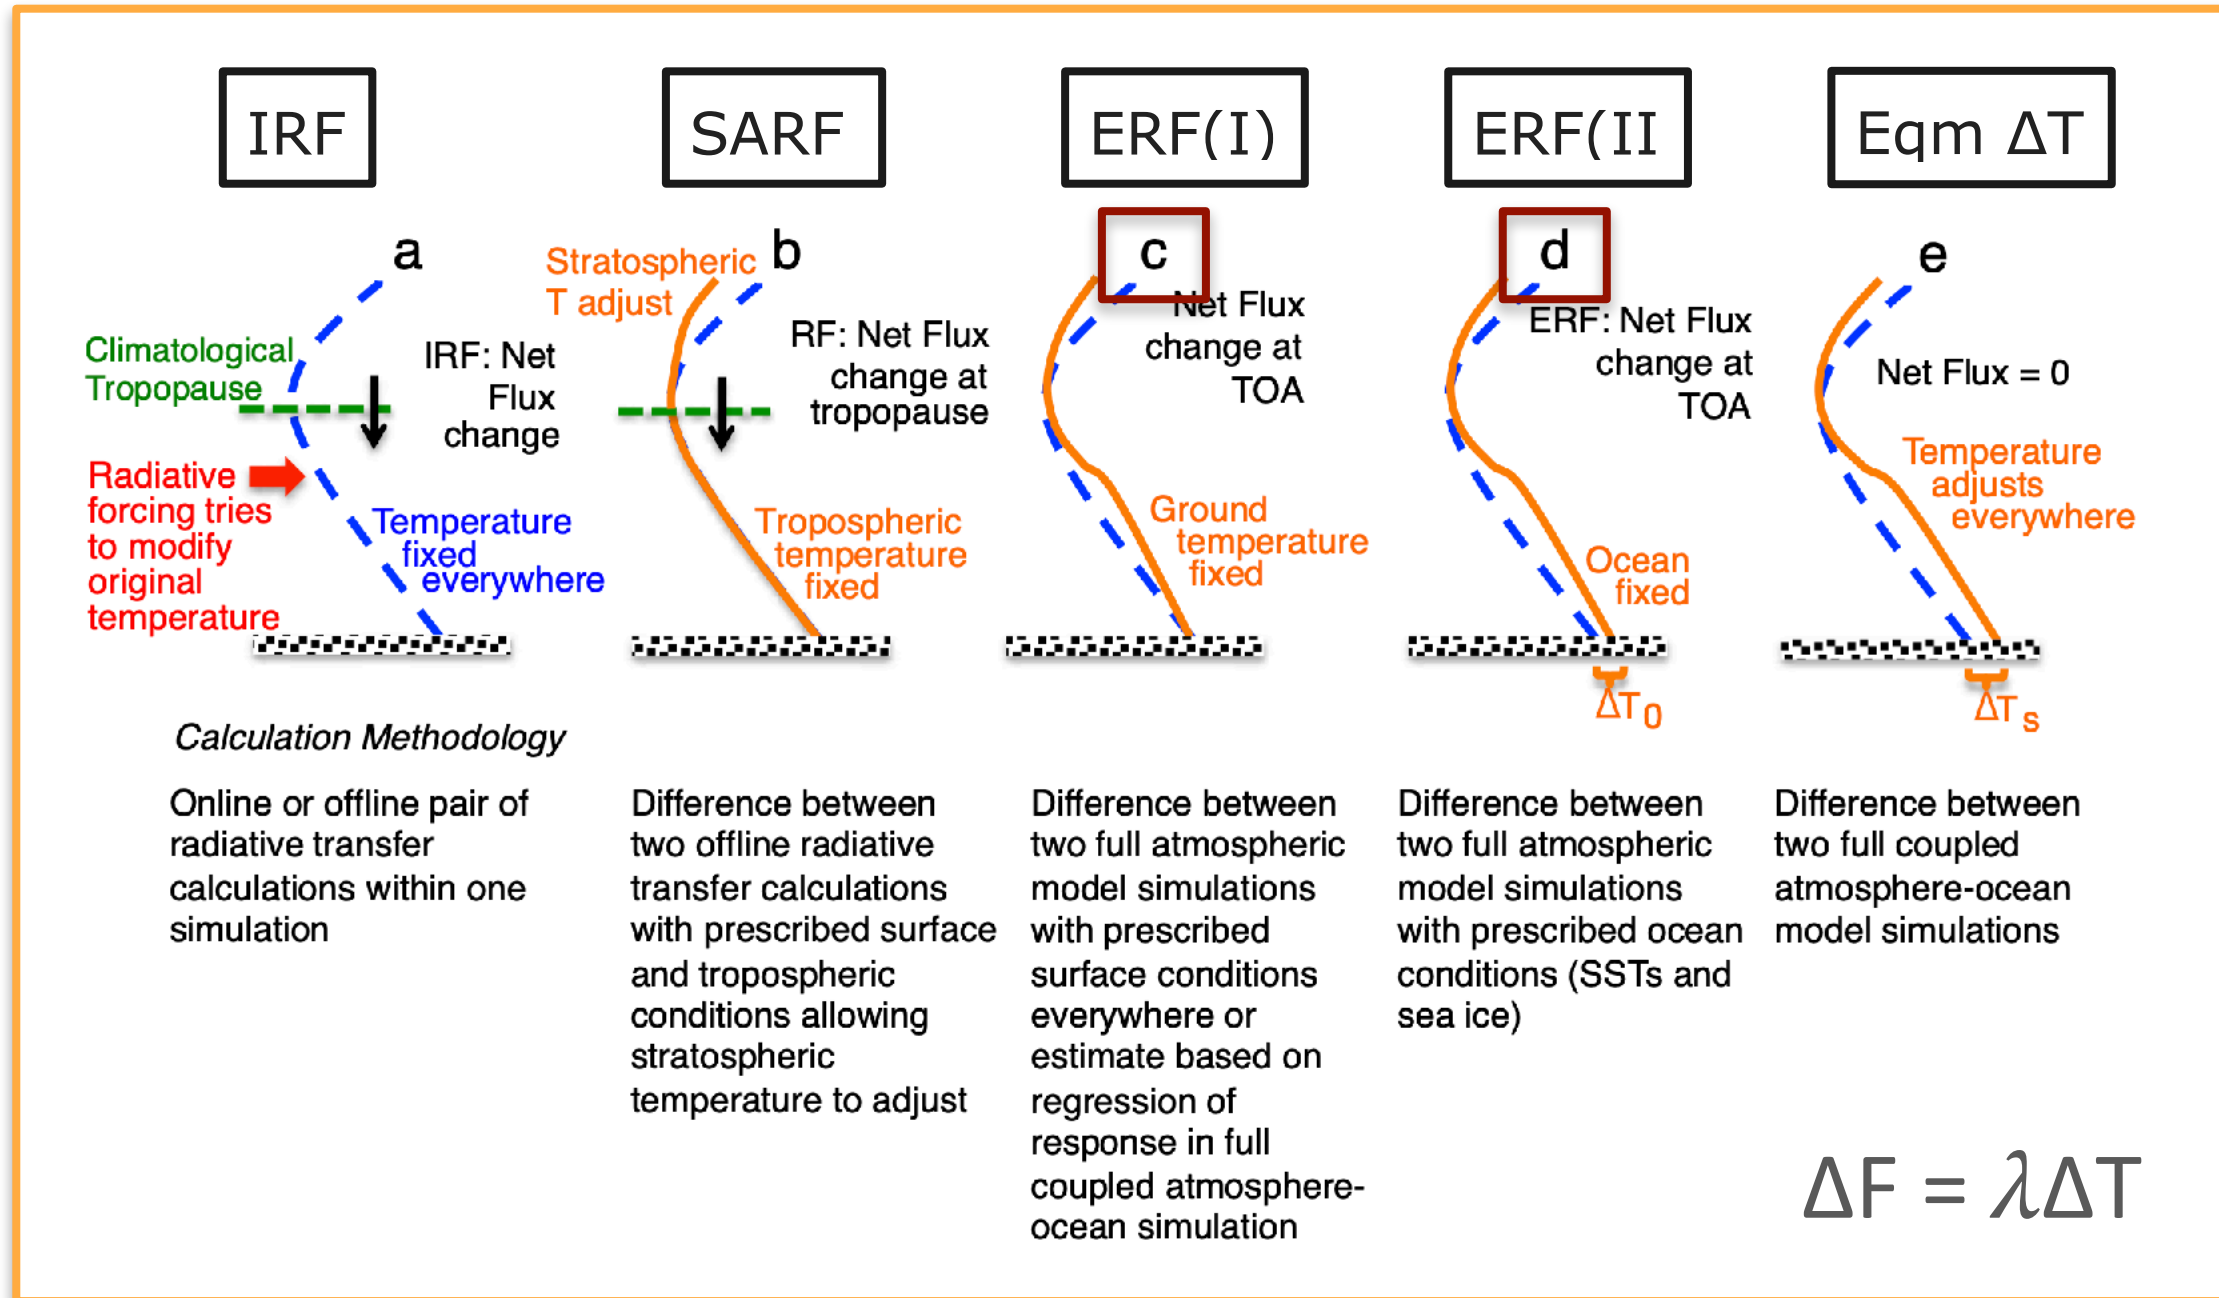 IRF
SARF
ERF(I)
ERF(II
Eqm ΔT
a
Climatological
Tropopause
IRF: Net
Flux
change
Radiative
forcing tries
to modify
original
temperature
Temperature
fixed
everywhere
Stratospheric
T adjust
b
RF: Net Flux
change at
tropopause
Tropospheric
temperature
fixed
c
Net Flux
change at
TOA
Ground
temperature
fixed
d
ERF: Net Flux
change at
TOA
Ocean
fixed
ΔT0
e
Net Flux = 0
Temperature
adjusts
everywhere
ΔTs
Calculation Methodology
Online or offline pair of
radiative transfer
calculations within one
simulation
Difference between
two offline radiative
transfer calculations
with prescribed surface
and tropospheric
conditions allowing
stratospheric
temperature to adjust
Difference between
two full atmospheric
model simulations
with prescribed
surface conditions
everywhere or
estimate based on
regression of
response in full
coupled atmosphere-
ocean simulation
Difference between
two full atmospheric
model simulations
with prescribed ocean
conditions (SSTs and
sea ice)
Difference between
two full coupled
atmosphere-ocean
model simulations
ΔF = λΔT